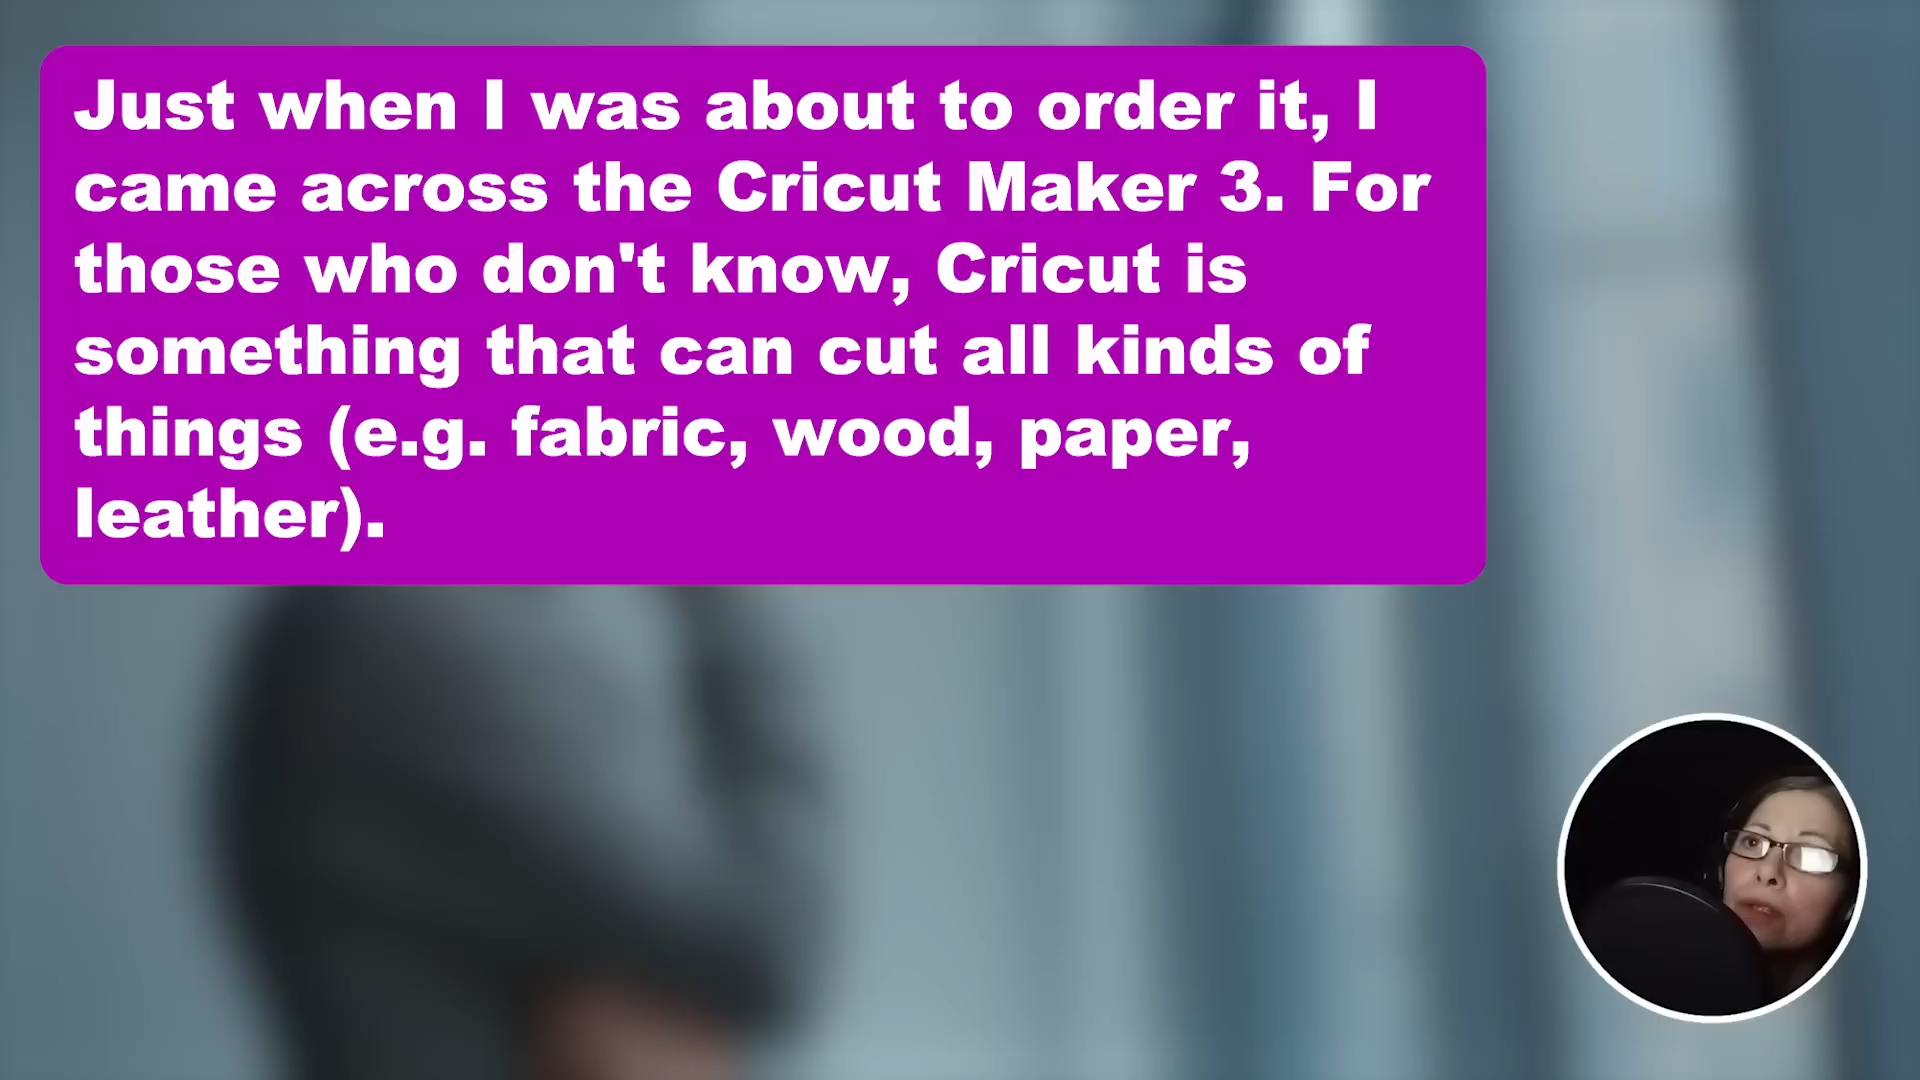 Just when I was about to order it, I
came across the Cricut Maker 3. For
those who don't know, Cricut is
something that can cut all kinds of
things (e.g. fabric, wood, paper,
leather).